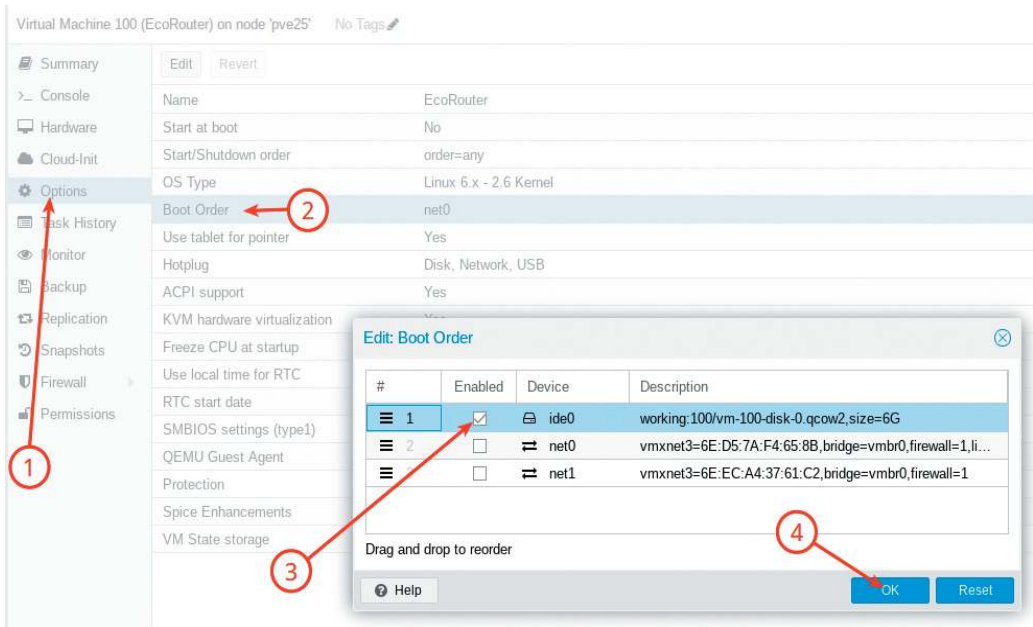 Virtual Machine 100 (EcoRouter) on node 'pve25' No Tags
Summary
Console
Hardware
Cloud-Init
Options
Task History
Monitor
Backup
Replication
Snapshots
Firewall
Permissions
Edit Revert
Name EcoRouter
Start at boot No
Start/Shutdown order order=any
OS Type Linux 6.x - 2.6 Kernel
Boot Order net0
Use tablet for pointer Yes
Hotplug Disk, Network, USB
ACPI support Yes
KVM hardware virtualization Yes
Freeze CPU at startup
Use local time for RTC
RTC start date
SMBIOS settings (type1)
QEMU Guest Agent
Protection
Spice Enhancements
VM State storage
Edit: Boot Order
# Enabled Device Description
1 ide0 working:100/vm-100-disk-0.qcow2,size=6G
2 net0 vmxnet3=6E:D5:7A:F4:65:8B,bridge=vmbr0,firewall=1,li...
net1 vmxnet3=6E:EC:A4:37:61:C2,bridge=vmbr0,firewall=1
Drag and drop to reorder
Help OK Reset
1
2
3
4